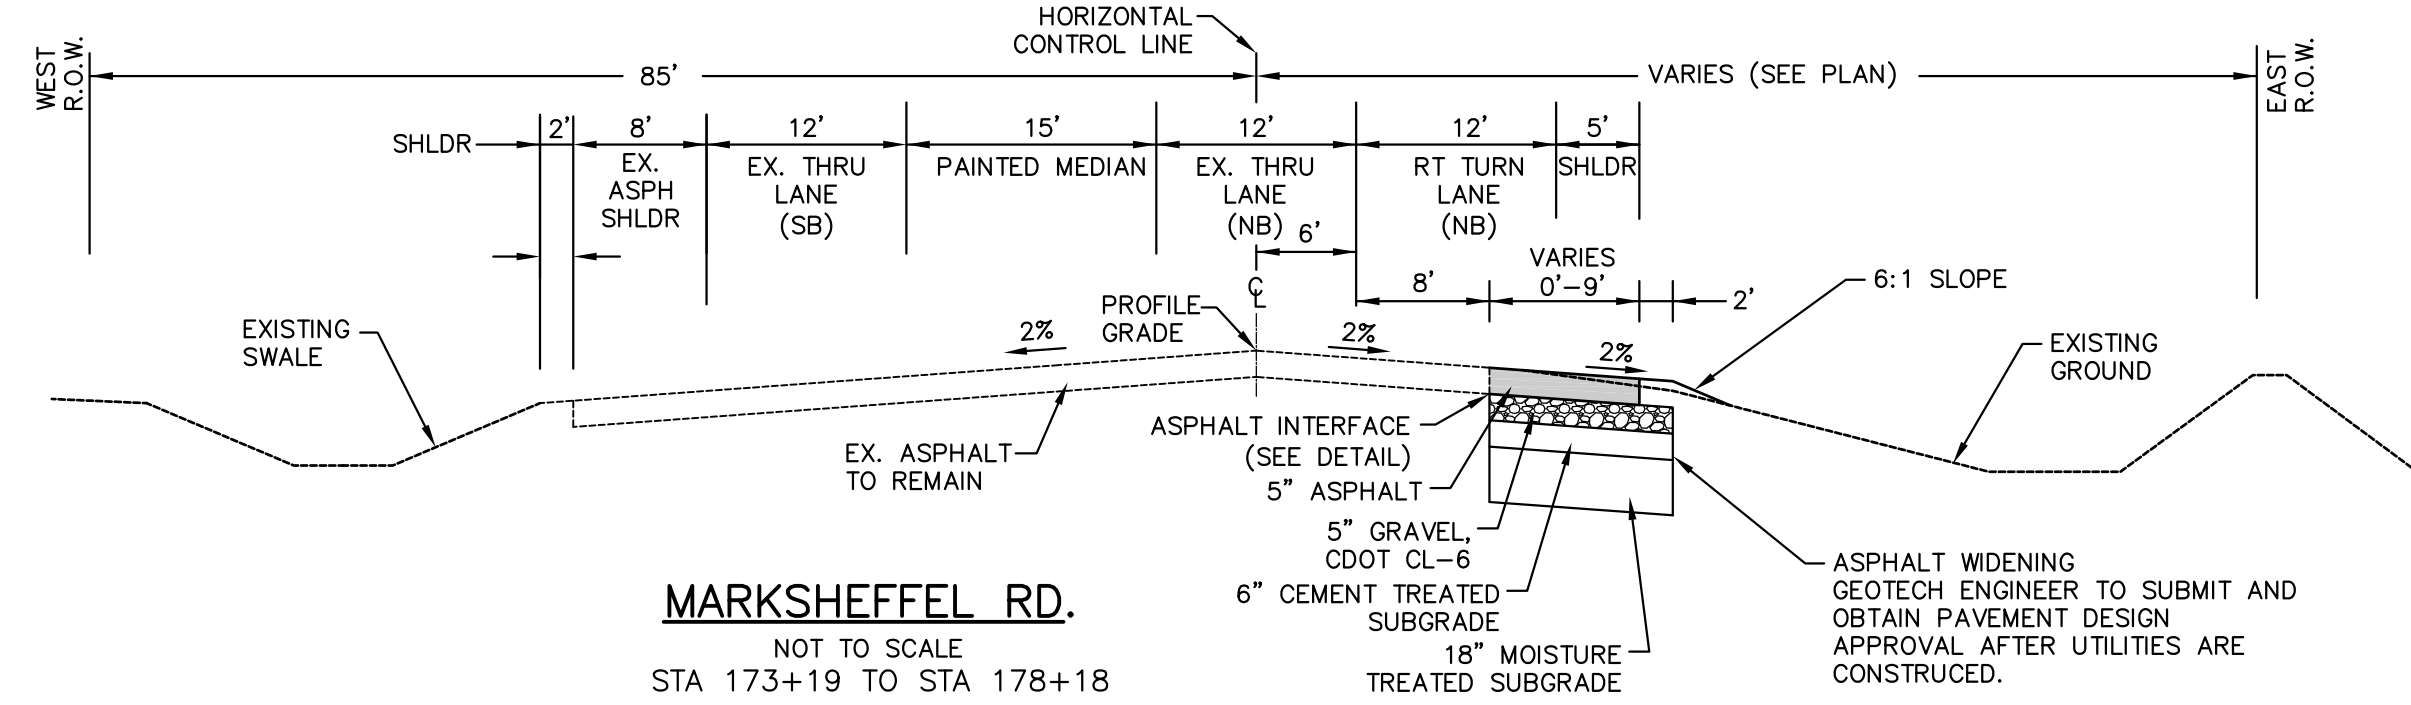 HORIZONTAL
CONTROL LINE
WEST
R.O.W.
85'
VARIES (SEE PLAN)
EAST
R.O.W.
SHLDR
2'
8'
EX.
ASPH
SHLDR
12'
EX. THRU
LANE
(SB)
15'
PAINTED MEDIAN
12'
EX. THRU
LANE
(NB)
12'
RT TURN
LANE
(NB)
5'
SHLDR
6'
8'
VARIES
0'-9'
2'
6:1 SLOPE
CL
PROFILE
GRADE
EXISTING
SWALE
2%
2%
2%
EXISTING
GROUND
EX. ASPHALT
TO REMAIN
ASPHALT INTERFACE
(SEE DETAIL)
5" ASPHALT
5" GRAVEL,
CDOT CL-6
6" CEMENT TREATED
SUBGRADE
18" MOISTURE
TREATED SUBGRADE
ASPHALT WIDENING
GEOTECH ENGINEER TO SUBMIT AND
OBTAIN PAVEMENT DESIGN
APPROVAL AFTER UTILITIES ARE
CONSTRUCED.
MARKSHEFFEL RD.
NOT TO SCALE
STA 173+19 TO STA 178+18